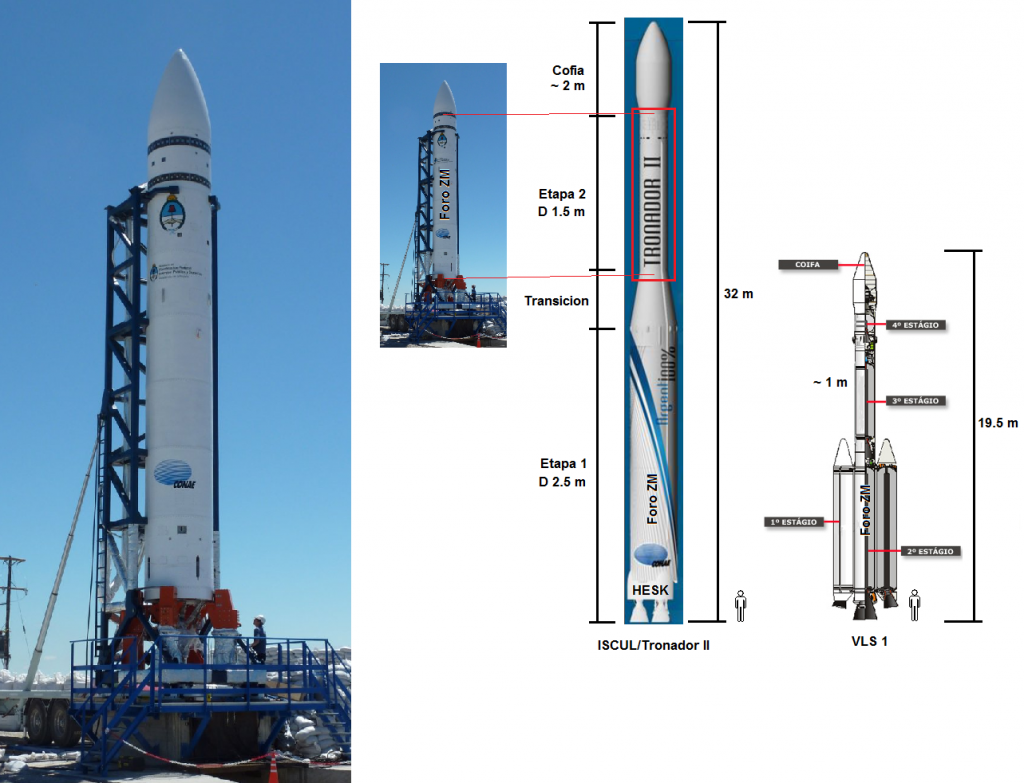 CONAE
Foro ZM
Cofia
~ 2 m
Etapa 2
D 1.5 m
Transicion
Etapa 1
D 2.5 m
TRONADOR II
Argenti100%
Foro ZM
CONAE
HESK
ISCUL/Tronador II
32 m
COIFA
4º ESTÁGIO
~ 1 m
3º ESTÁGIO
Foro ZM
1º ESTÁGIO
2º ESTÁGIO
19.5 m
VLS 1